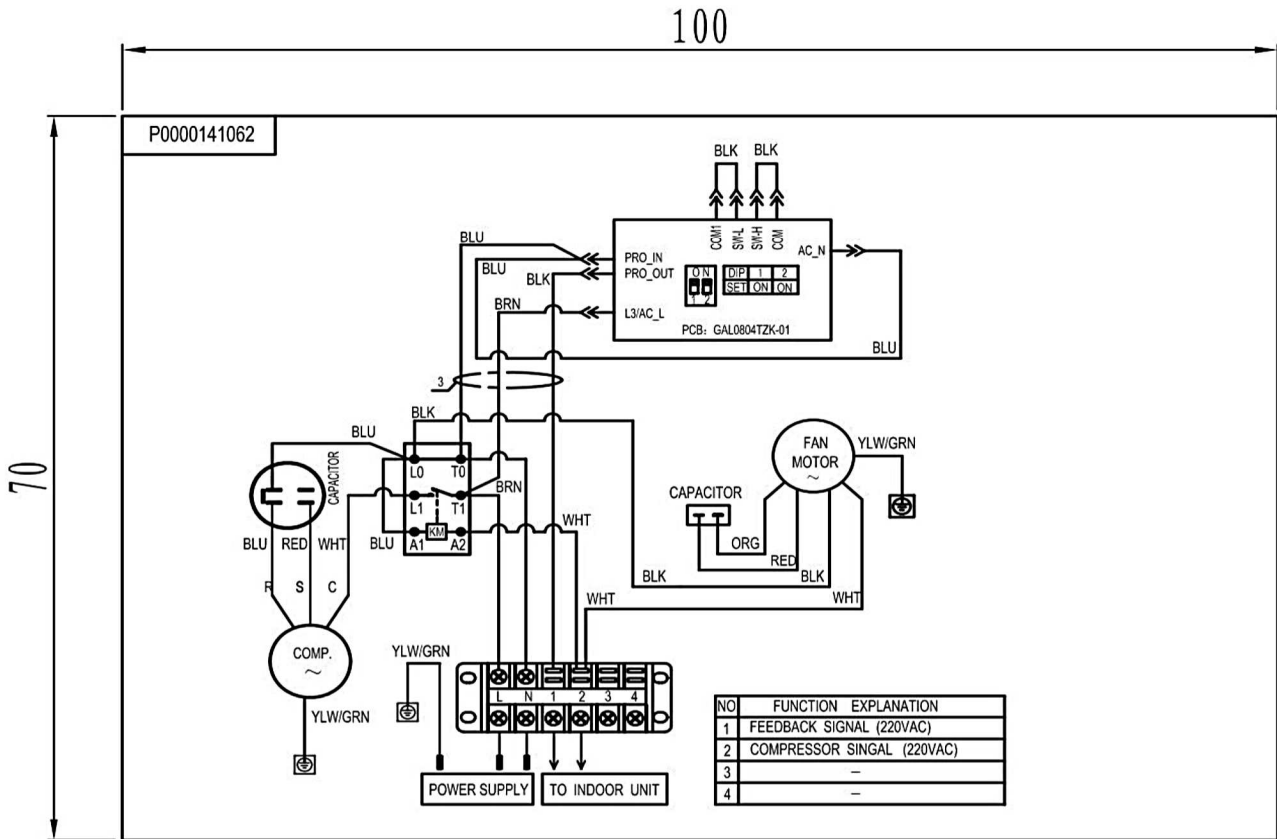 100
70
P0000141062
BLK BLK
COM1 SW-L SW-H COM
BLU
BLU
BLK
BRN
PRO_IN
PRO_OUT
L3/AC_L
AC_N
ON
1 2
DIP 1 2
SET ON ON
PCB: GAL0804TZK-01
BLU
3
BLK
BLU
CAPACITOR
L0 T0
L1 T1
A1 KM A2
BRN
WHT
BLU RED WHT BLU
R S C
COMP.
~
YLW/GRN
FAN
MOTOR
~
YLW/GRN
CAPACITOR
ORG
RED
BLK BLK
WHT WHT
YLW/GRN
L N 1 2 3 4
POWER SUPPLY
TO INDOOR UNIT
NO FUNCTION EXPLANATION
1 FEEDBACK SIGNAL (220VAC)
2 COMPRESSOR SINGAL (220VAC)
3 –
4 –